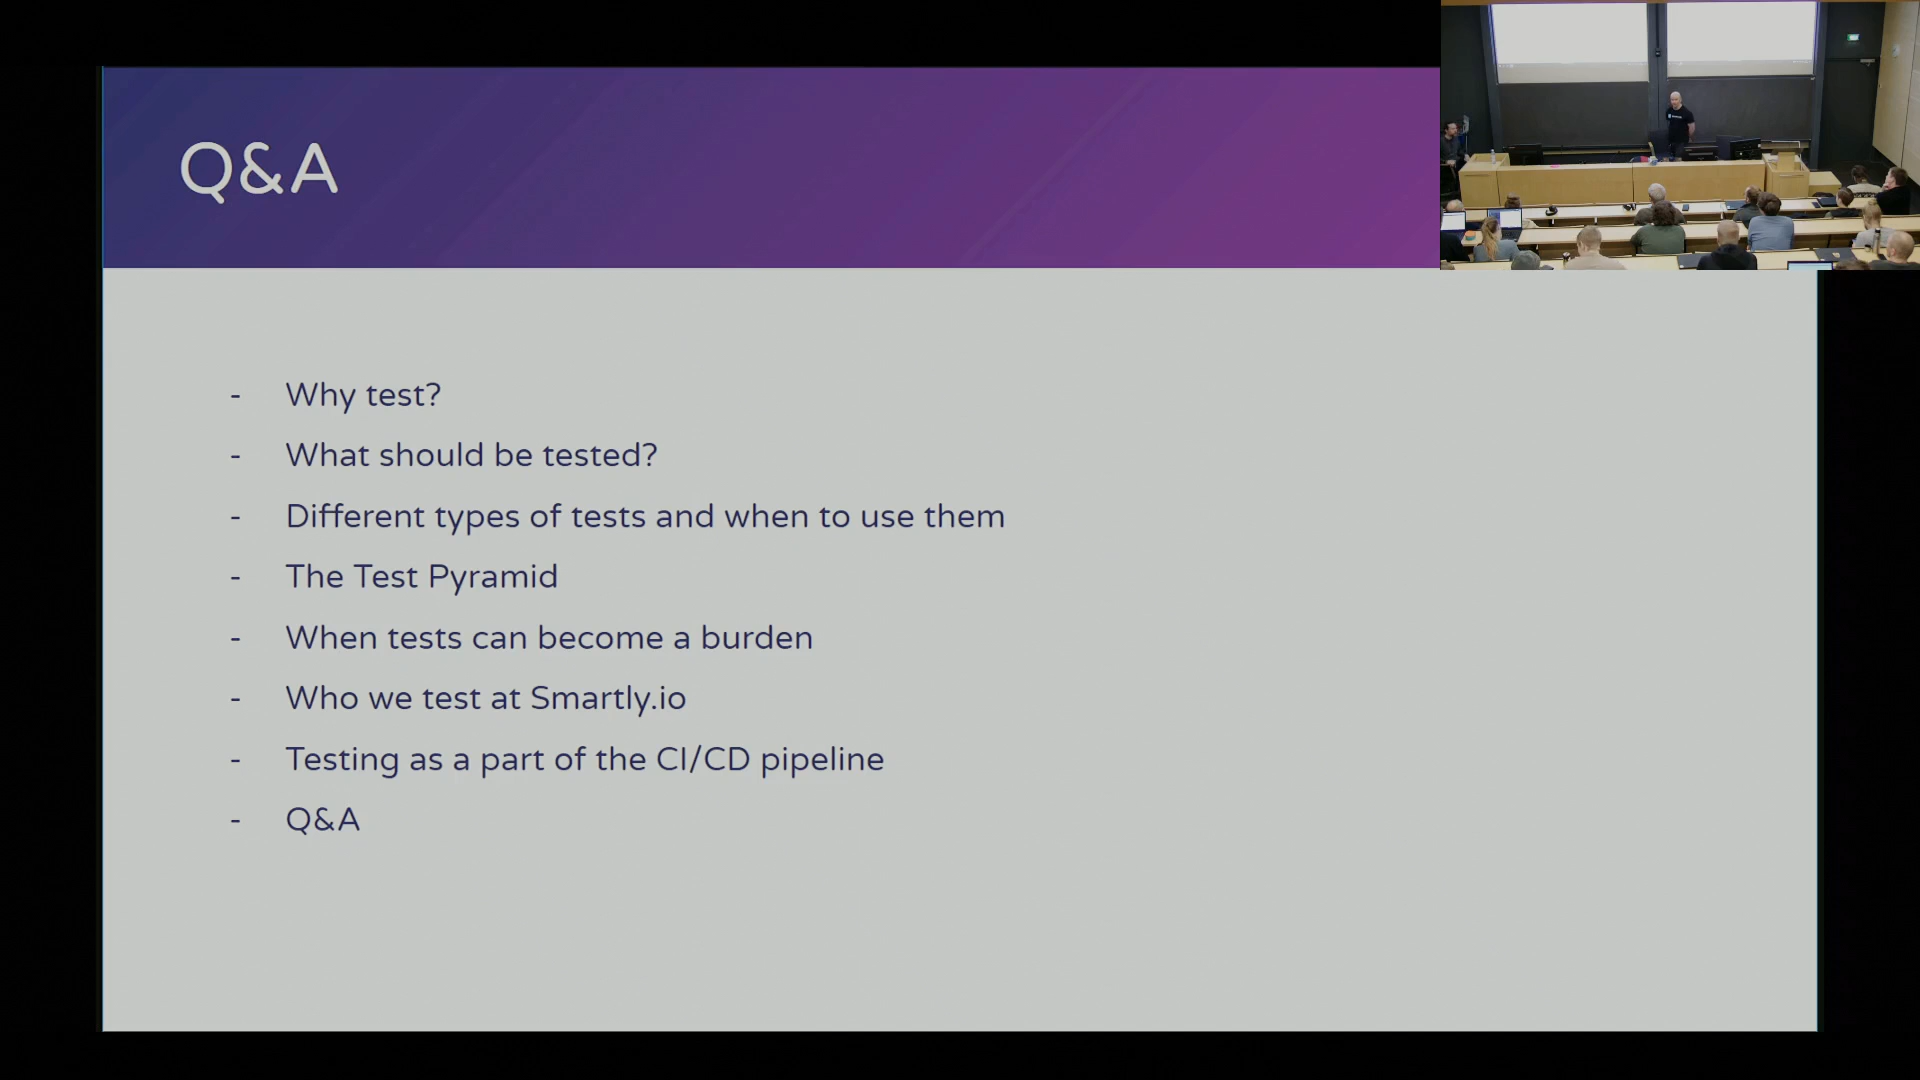 Q&A
- Why test?
- What should be tested?
- Different types of tests and when to use them
- The Test Pyramid
- When tests can become a burden
- Who we test at Smartly.io
- Testing as a part of the CI/CD pipeline
- Q&A